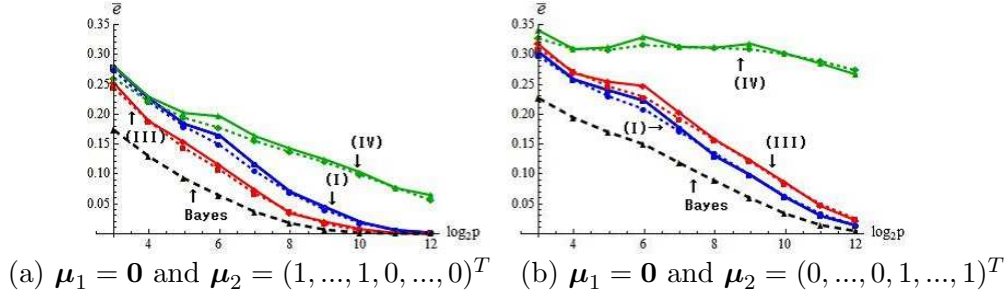 e̅
0.35
0.30
0.25
0.20
0.15
0.10
0.05
(III)
(IV)
(I)
Bayes
4 6 8 10 12 log₂p
(a) μ₁ = 0 and μ₂ = (1, ..., 1, 0, ..., 0)ᵀ
e̅
0.35
0.30
0.25
0.20
0.15
0.10
0.05
(IV)
(I)→
(III)
Bayes
4 6 8 10 12 log₂p
(b) μ₁ = 0 and μ₂ = (0, ..., 0, 1, ..., 1)ᵀ